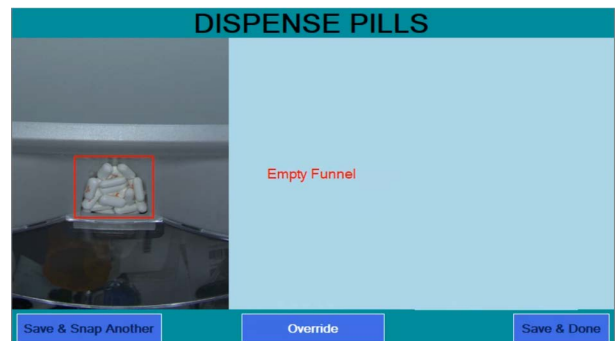 DISPENSE PILLS
Empty Funnel
Save & Snap Another
Override
Save & Done